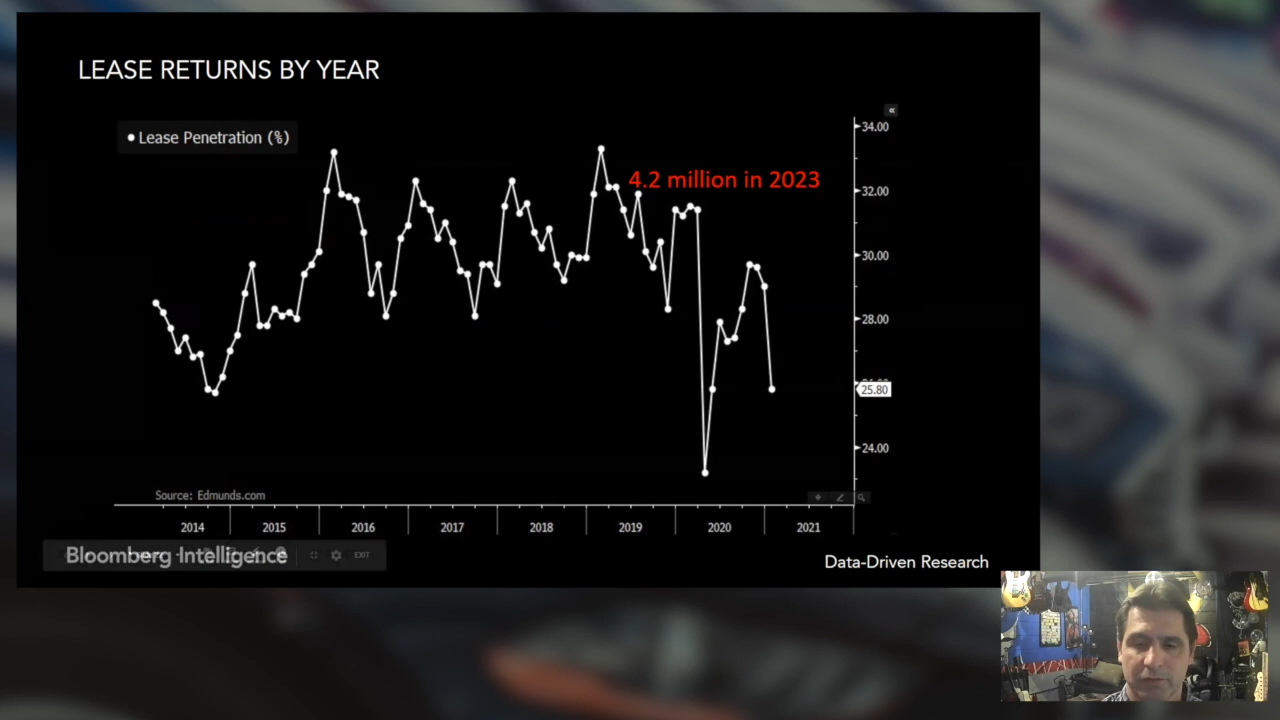 LEASE RETURNS BY YEAR
«
Lease Penetration (%)
34.00
4.2 million in 2023
32.00
30.00
28.00
25.80
24.00
Source: Edmunds.com
2014 2015 2016 2017 2018 2019 2020 2021
Bloomberg Intelligence
EXIT
Data-Driven Research